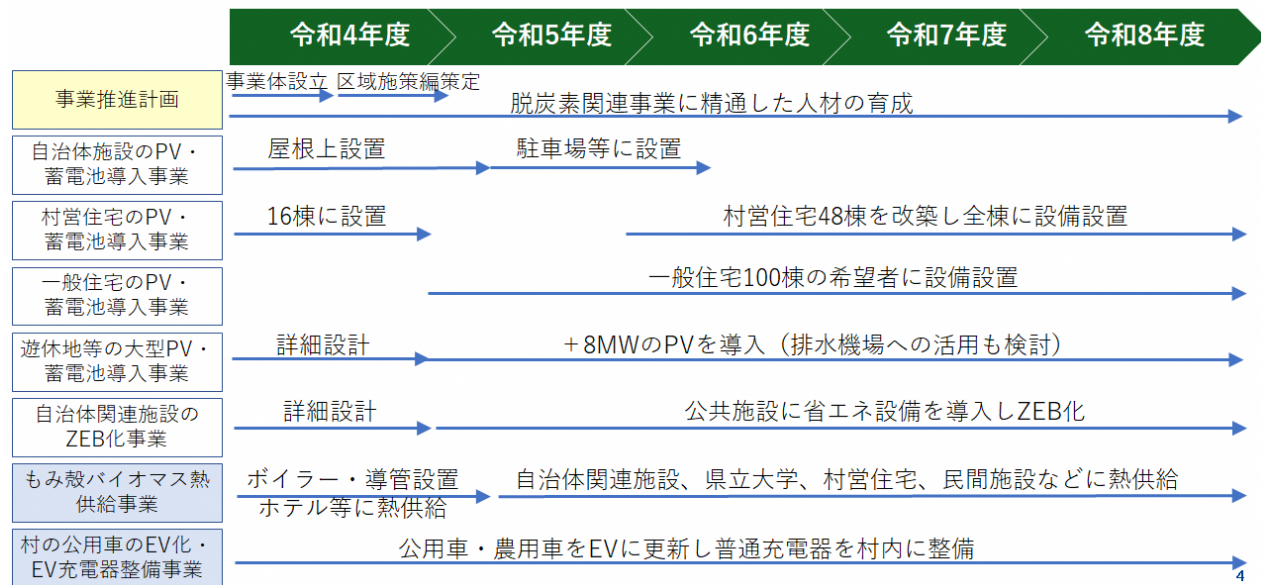 令和4年度 令和5年度 令和6年度 令和7年度 令和8年度
事業推進計画
事業体設立 区域施策編策定
脱炭素関連事業に精通した人材の育成
自治体施設のPV・
蓄電池導入事業
屋根上設置 駐車場等に設置
村営住宅のPV・
蓄電池導入事業
16棟に設置 村営住宅48棟を改築し全棟に設備設置
一般住宅のPV・
蓄電池導入事業
一般住宅100棟の希望者に設備設置
遊休地等の大型PV・
蓄電池導入事業
詳細設計 +8MWのPVを導入(排水機場への活用も検討)
自治体関連施設の
ZEB化事業
詳細設計 公共施設に省エネ設備を導入しZEB化
もみ殻バイオマス熱
供給事業
ボイラー・導管設置
ホテル等に熱供給
自治体関連施設、県立大学、村営住宅、民間施設などに熱供給
村の公用車のEV化・
EV充電器整備事業
公用車・農用車をEVに更新し普通充電器を村内に整備
4